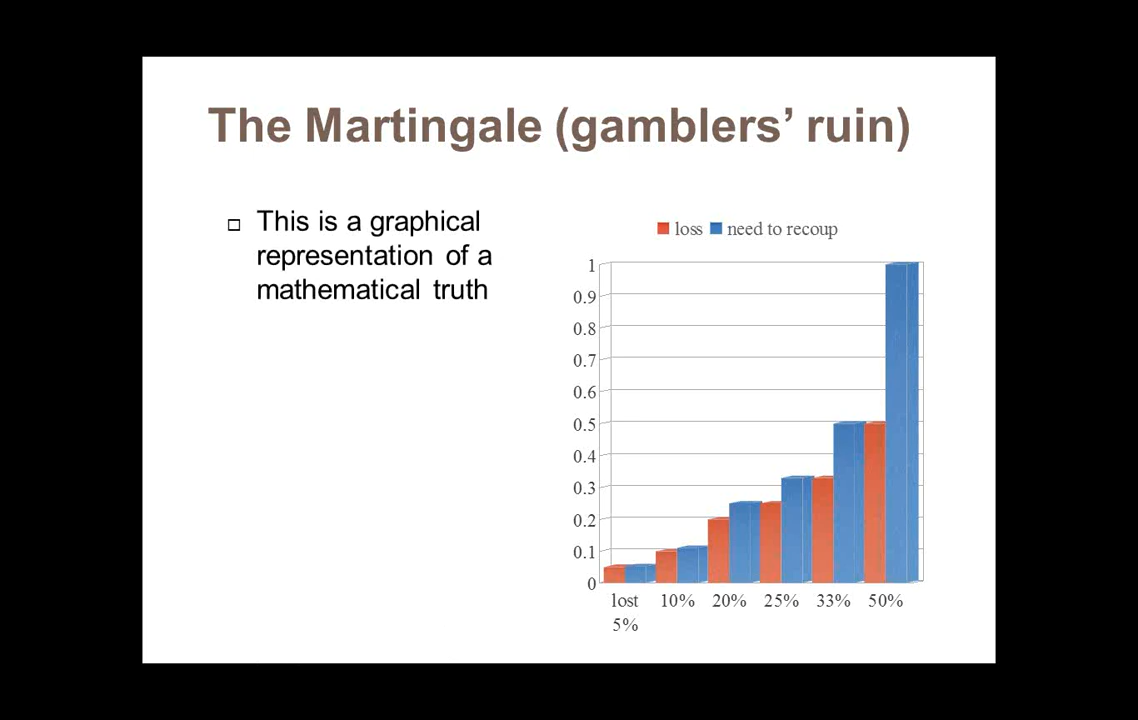 The Martingale (gamblers’ ruin)
This is a graphical
representation of a
mathematical truth
loss need to recoup
1
0.9
0.8
0.7
0.6
0.5
0.4
0.3
0.2
0.1
0
lost 10% 20% 25% 33% 50%
5%